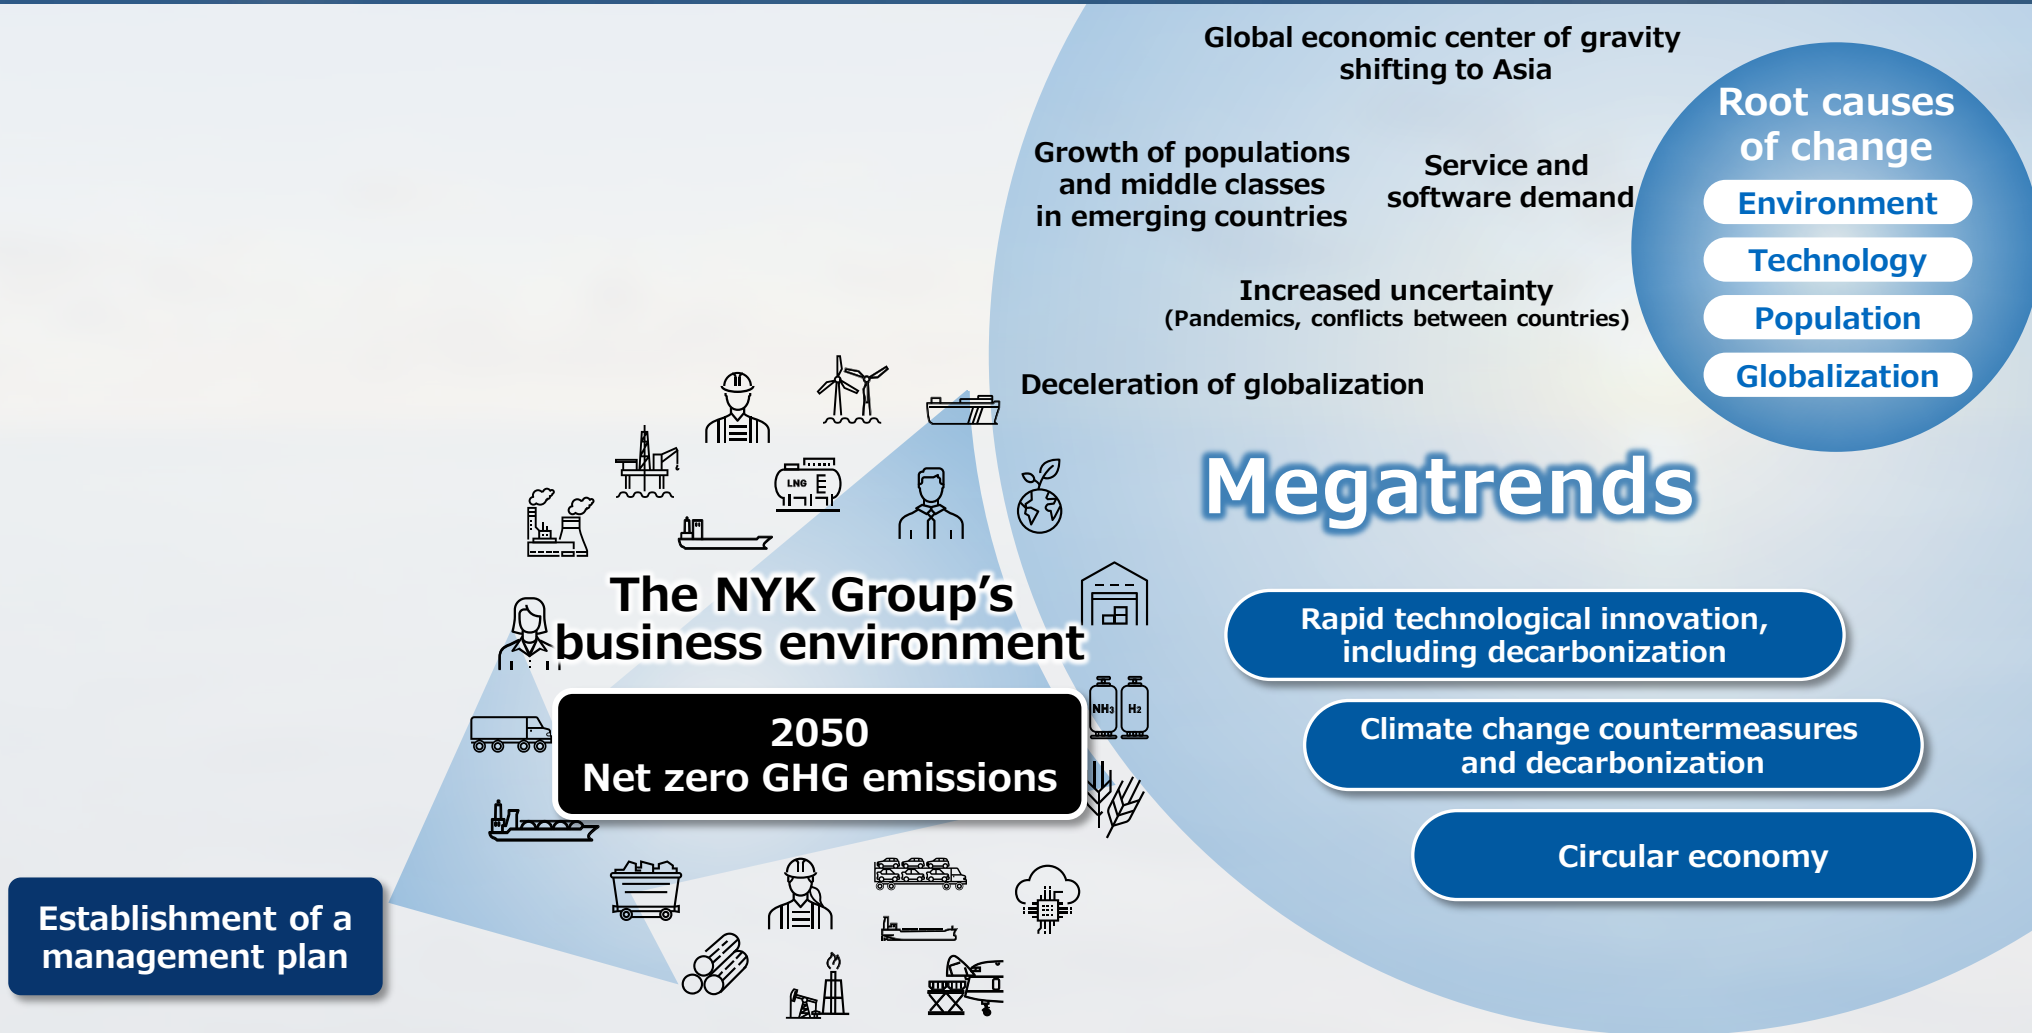 Global economic center of gravity
shifting to Asia
Root causes
of change
Environment
Technology
Population
Globalization
Growth of populations
and middle classes
in emerging countries
Service and
software demand
Increased uncertainty
(Pandemics, conflicts between countries)
Deceleration of globalization
Megatrends
Rapid technological innovation,
including decarbonization
Climate change countermeasures
and decarbonization
Circular economy
LNG
The NYK Group’s
business environment
2050
Net zero GHG emissions
NH₃
H₂
Establishment of a
management plan